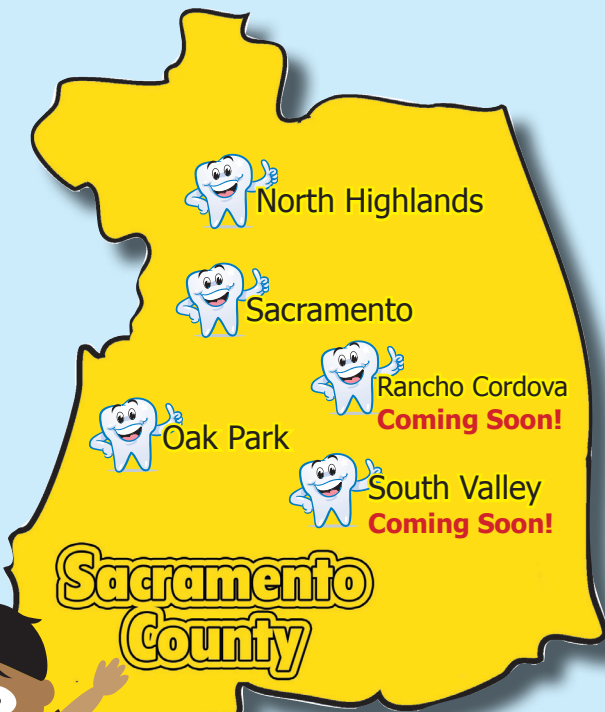 North Highlands
Sacramento
Rancho Cordova
Coming Soon!
Oak Park
South Valley
Coming Soon!
Sacramento
County